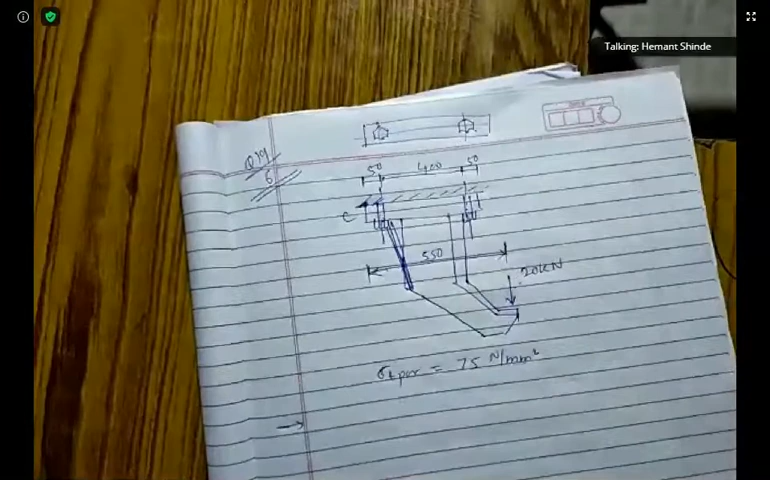 Talking: Hemant Shinde
6
50 400 50
C
550
20kN
σt per = 75 N/mm²